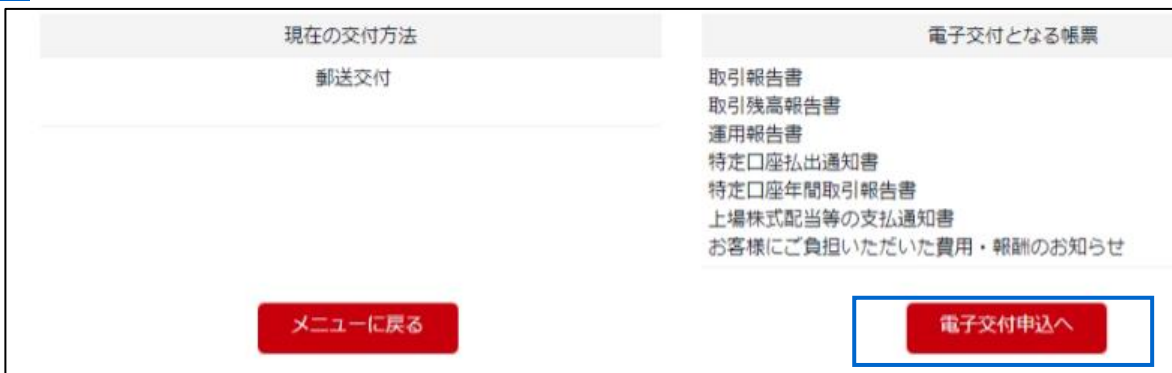 現在の交付方法
郵送交付
電子交付となる帳票
取引報告書
取引残高報告書
運用報告書
特定口座払出通知書
特定口座年間取引報告書
上場株式配当等の支払通知書
お客様にご負担いただいた費用・報酬のお知らせ
メニューに戻る
電子交付申込へ